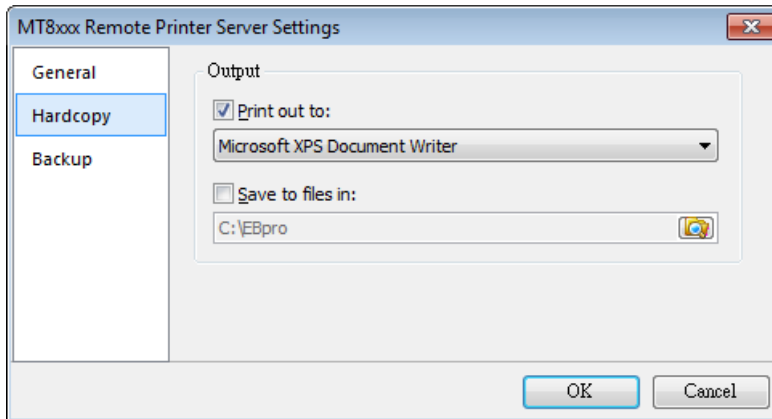 MT8xxx Remote Printer Server Settings
General
Hardcopy
Backup
Output
Print out to:
Microsoft XPS Document Writer
Save to files in:
C:\EBpro
OK
Cancel